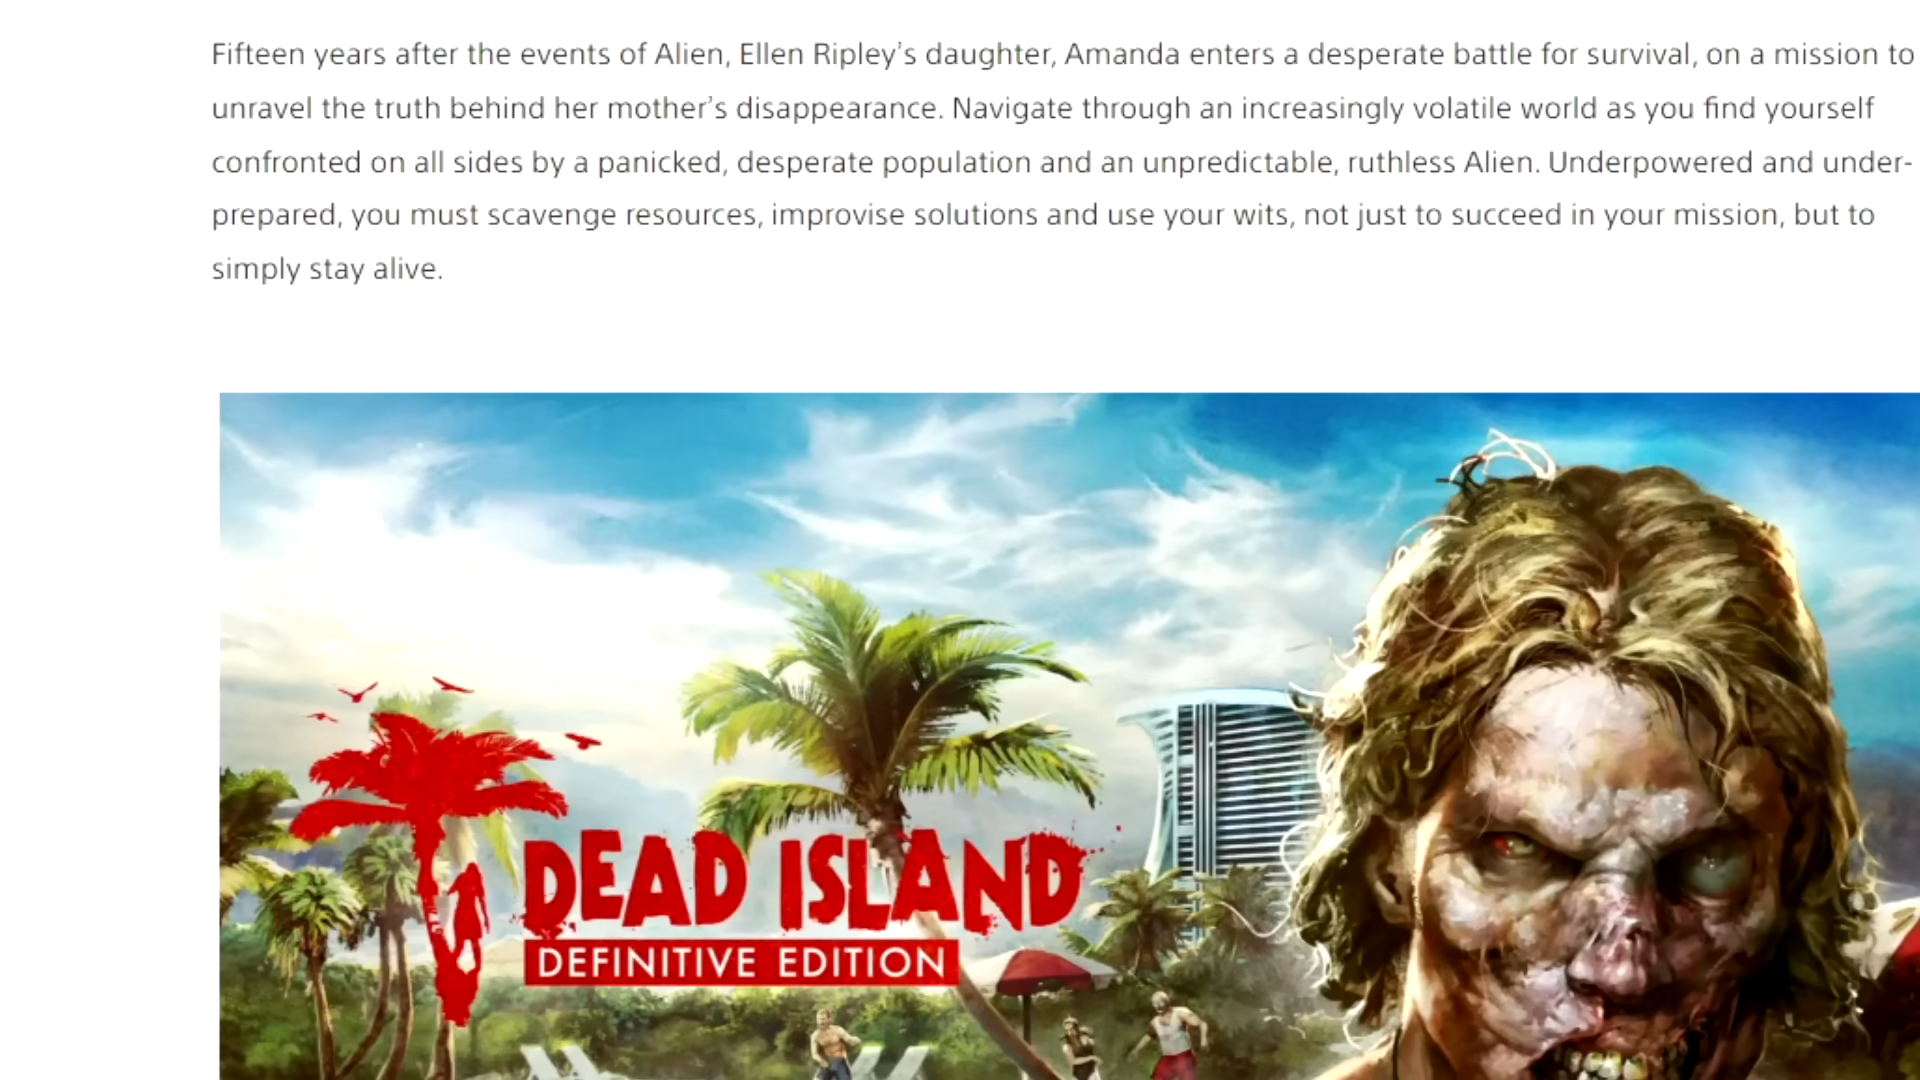 Fifteen years after the events of Alien, Ellen Ripley's daughter, Amanda enters a desperate battle for survival, on a mission to
unravel the truth behind her mother's disappearance. Navigate through an increasingly volatile world as you find yourself
confronted on all sides by a panicked, desperate population and an unpredictable, ruthless Alien. Underpowered and under-
prepared, you must scavenge resources, improvise solutions and use your wits, not just to succeed in your mission, but to
simply stay alive.
DEAD ISLAND
DEFINITIVE EDITION